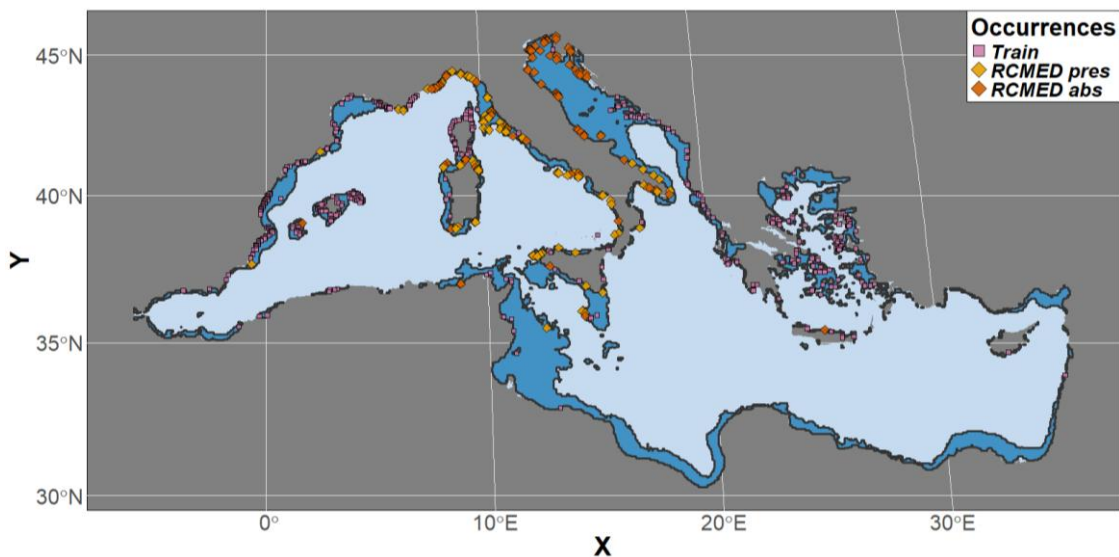 Occurrences
Train
RCMED pres
RCMED abs
45°N
40°N
35°N
30°N
Y
0°
10°E
20°E
30°E
X